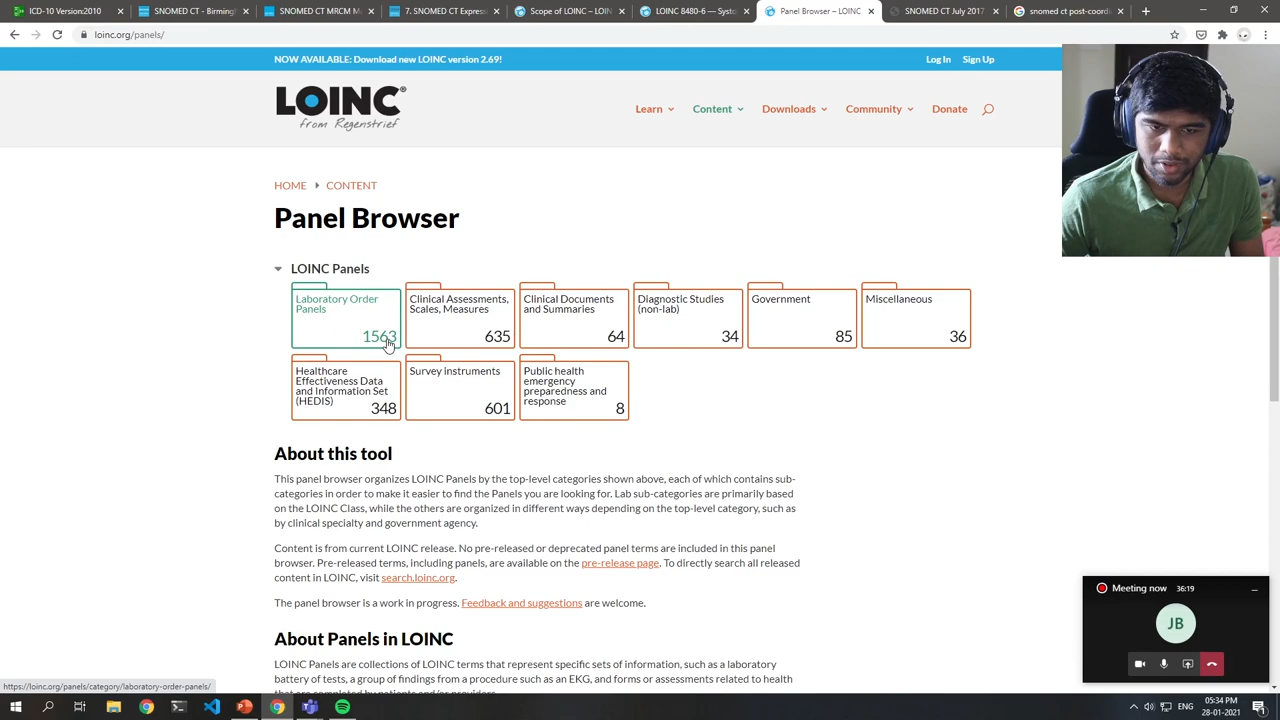 ICD-10 Version:2010
SNOMED CT - Birming
SNOMED CT MRCM M
SNOMED CT Expres
Scope of LOINC – LOIN
LOINC 8480-6 — Syst
Panel Browser – LOINC
SNOMED CT July 2017
snomed ct postcoordi
loinc.org/panels/
NOW AVAILABLE: Download new LOINC version 2.69!
Log In
Sign Up
LOINC®
from Regenstrief
Learn
Content
Downloads
Community
Donate
HOME
CONTENT
Panel Browser
LOINC Panels
Laboratory Order
Panels
1563
Clinical Assessments,
Scales, Measures
635
Clinical Documents
and Summaries
64
Diagnostic Studies
(non-lab)
34
Government
85
Miscellaneous
36
Healthcare
Effectiveness Data
and Information Set
(HEDIS)
348
Survey instruments
601
Public health
emergency
preparedness and
response
8
About this tool
This panel browser organizes LOINC Panels by the top-level categories shown above, each of which contains sub-
categories in order to make it easier to find the Panels you are looking for. Lab sub-categories are primarily based
on the LOINC Class, while the others are organized in different ways depending on the top-level category, such as
by clinical specialty and government agency.
Content is from current LOINC release. No pre-released or deprecated panel terms are included in this panel
browser. Pre-released terms, including panels, are available on the pre-release page. To directly search all released
content in LOINC, visit search.loinc.org.
The panel browser is a work in progress. Feedback and suggestions are welcome.
About Panels in LOINC
LOINC Panels are collections of LOINC terms that represent specific sets of information, such as a laboratory
battery of tests, a group of findings from a procedure such as an EKG, and forms or assessments related to health
that are completed by patients and/or providers.
Meeting now
36:19
JB
https://loinc.org/panels/category/laboratory-order-panels/
ENG
05:34 PM
28-01-2021